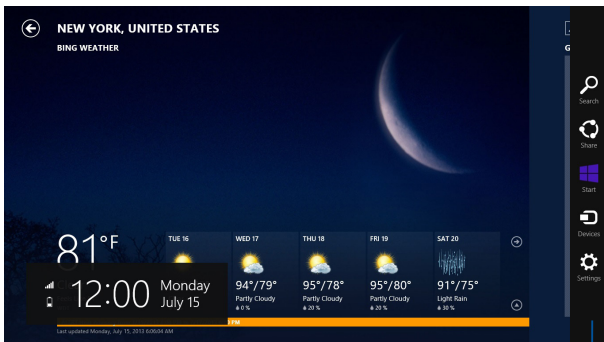 NEW YORK, UNITED STATES
BING WEATHER
Search
Share
Start
Devices
Settings
81°F
TUE 16
WED 17
94°/79°
Partly Cloudy
0 %
THU 18
95°/78°
Partly Cloudy
20 %
FRI 19
95°/80°
Partly Cloudy
20 %
SAT 20
91°/75°
Light Rain
30 %
12:00
Monday
July 15
PM
Last updated Monday, July 15, 2013 6:06:04 AM